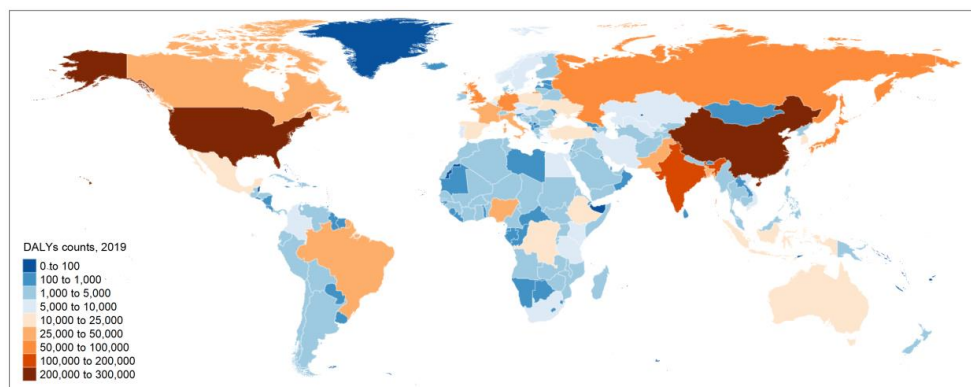 DALYs counts, 2019
0 to 100
100 to 1,000
1,000 to 5,000
5,000 to 10,000
10,000 to 25,000
25,000 to 50,000
50,000 to 100,000
100,000 to 200,000
200,000 to 300,000